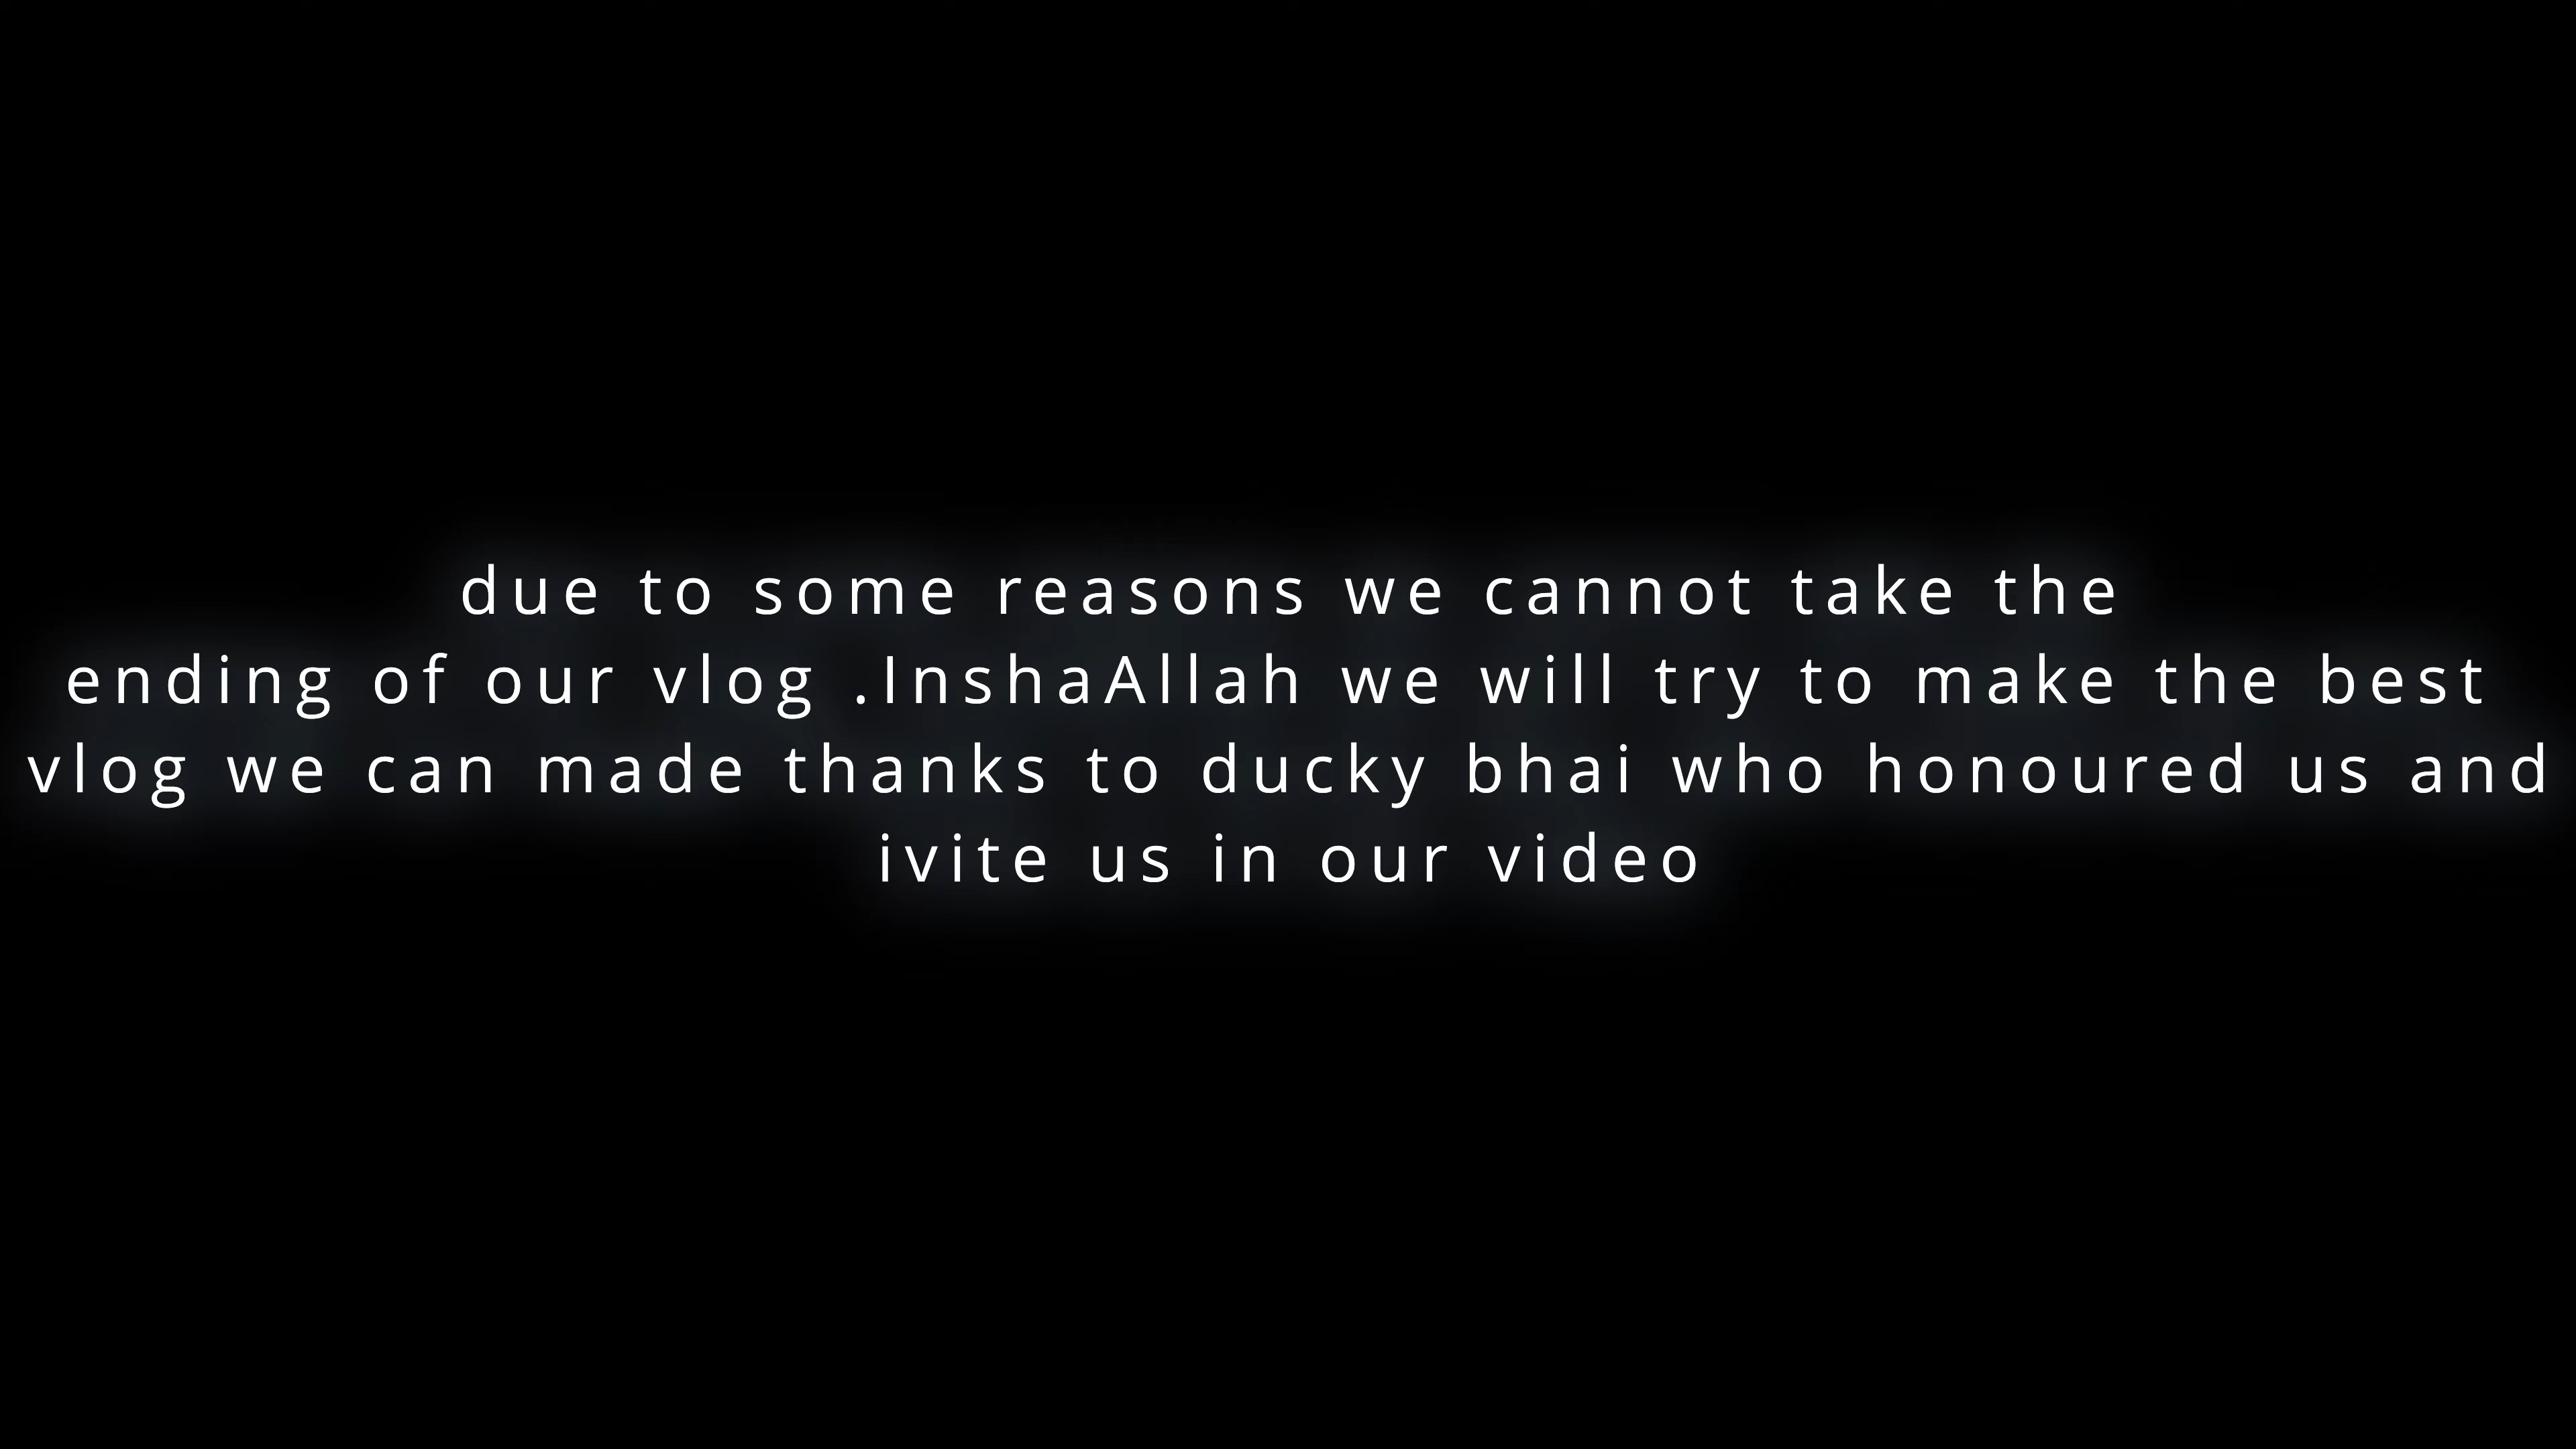 due to some reasons we cannot take the
ending of our vlog .InshaAllah we will try to make the best
vlog we can made thanks to ducky bhai who honoured us and
ivite us in our video